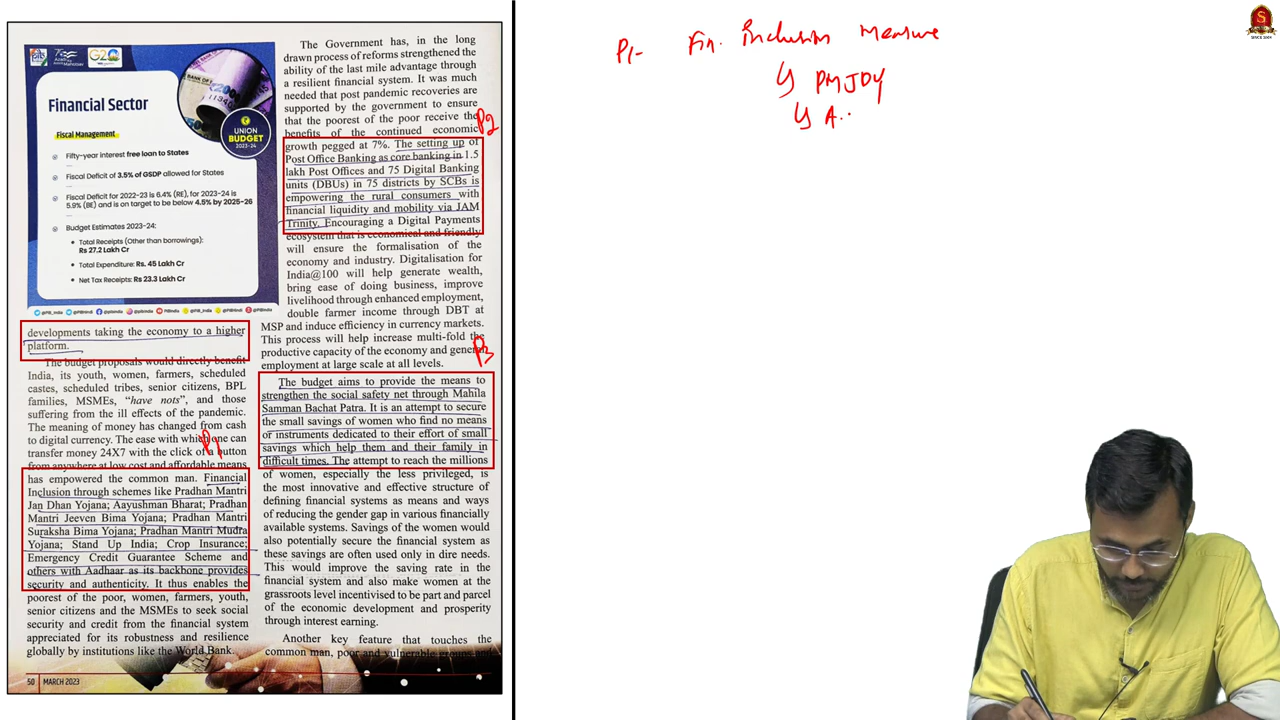 Financial Sector
Fiscal Management
UNION
BUDGET
2023-24
Fifty-year interest free loan to States
Fiscal Deficit of 3.5% of GSDP allowed for States
Fiscal Deficit for 2022-23 is 6.4% (RE), for 2023-24 is
5.9% (BE) and is on target to be below 4.5% by 2025-26
Budget Estimates 2023-24:
Total Receipts (Other than borrowings):
Rs 27.2 Lakh Cr
Total Expenditure: Rs. 45 Lakh Cr
Net Tax Receipts: Rs 23.3 Lakh Cr
developments taking the economy to a higher
platform.
The budget proposals would directly benefit
India, its youth, women, farmers, scheduled
castes, scheduled tribes, senior citizens, BPL
families, MSMEs, "have nots", and those
suffering from the ill effects of the pandemic.
The meaning of money has changed from cash
to digital currency. The ease with which one can
transfer money 24X7 with the click of a button
from anywhere at low cost and affordable means
has empowered the common man. Financial
Inclusion through schemes like Pradhan Mantri
Jan Dhan Yojana; Aayushman Bharat; Pradhan
Mantri Jeeven Bima Yojana; Pradhan Mantri
Suraksha Bima Yojana; Pradhan Mantri Mudra
Yojana; Stand Up India; Crop Insurance;
Emergency Credit Guarantee Scheme and
others with Aadhaar as its backbone provides
security and authenticity. It thus enables the
poorest of the poor, women, farmers, youth,
senior citizens and the MSMEs to seek social
security and credit from the financial system
appreciated for its robustness and resilience
globally by institutions like the World Bank.
P1
50 MARCH 2023
The Government has, in the long
drawn process of reforms strengthened the
ability of the last mile advantage through
a resilient financial system. It was much
needed that post pandemic recoveries are
supported by the government to ensure
that the poorest of the poor receive the
benefits of the continued economic
growth pegged at 7%. The setting up of
Post Office Banking as core banking in 1.5
lakh Post Offices and 75 Digital Banking
units (DBUs) in 75 districts by SCBs is
empowering the rural consumers with
financial liquidity and mobility via JAM
Trinity. Encouraging a Digital Payments
ecosystem that is economical and friendly
will ensure the formalisation of the
economy and industry. Digitalisation for
India@100 will help generate wealth,
bring ease of doing business, improve
livelihood through enhanced employment,
double farmer income through DBT at
MSP and induce efficiency in currency markets.
This process will help increase multi-fold the
productive capacity of the economy and general
employment at large scale at all levels.
P2
P3
The budget aims to provide the means to
strengthen the social safety net through Mahila
Samman Bachat Patra. It is an attempt to secure
the small savings of women who find no means
or instruments dedicated to their effort of small
savings which help them and their family in
difficult times. The attempt to reach the millions
of women, especially the less privileged, is
the most innovative and effective structure of
defining financial systems as means and ways
of reducing the gender gap in various financially
available systems. Savings of the women would
also potentially secure the financial system as
these savings are often used only in dire needs.
This would improve the saving rate in the
financial system and also make women at the
grassroots level incentivised to be part and parcel
of the economic development and prosperity
through interest earning.
Another key feature that touches the
common man, poor and vulnerable
P1- Fin. Inclusion Measure
PMJDY
A..